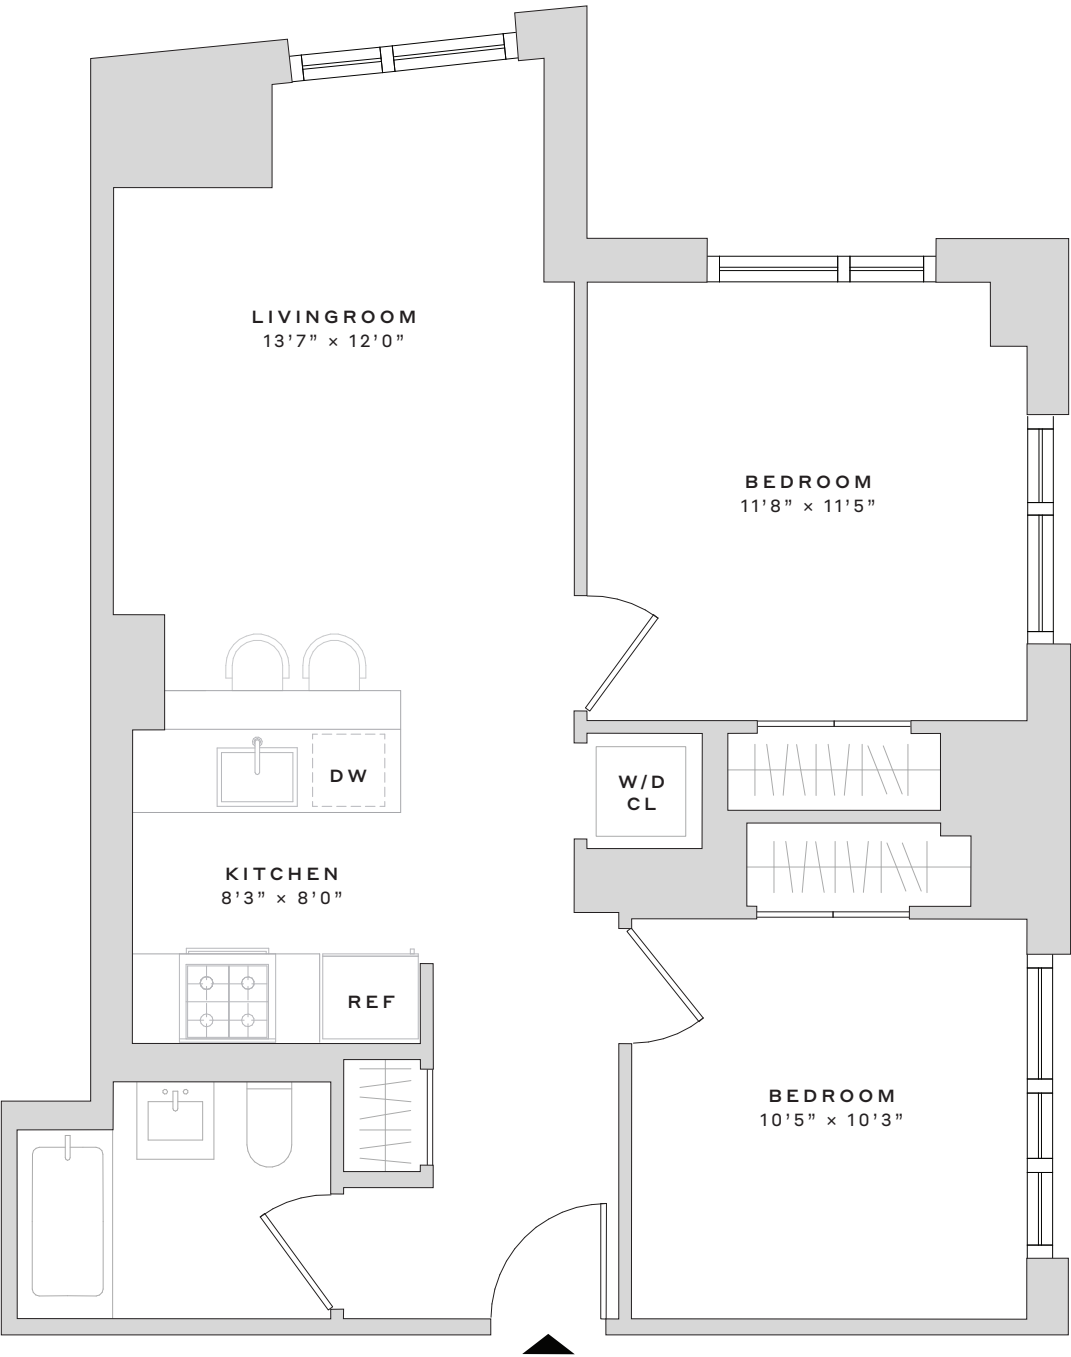 LIVINGROOM
13’7” × 12’0”
BEDROOM
11’8” × 11’5”
DW
W/D
CL
KITCHEN
8’3” × 8’0”
REF
BEDROOM
10’5” × 10’3”